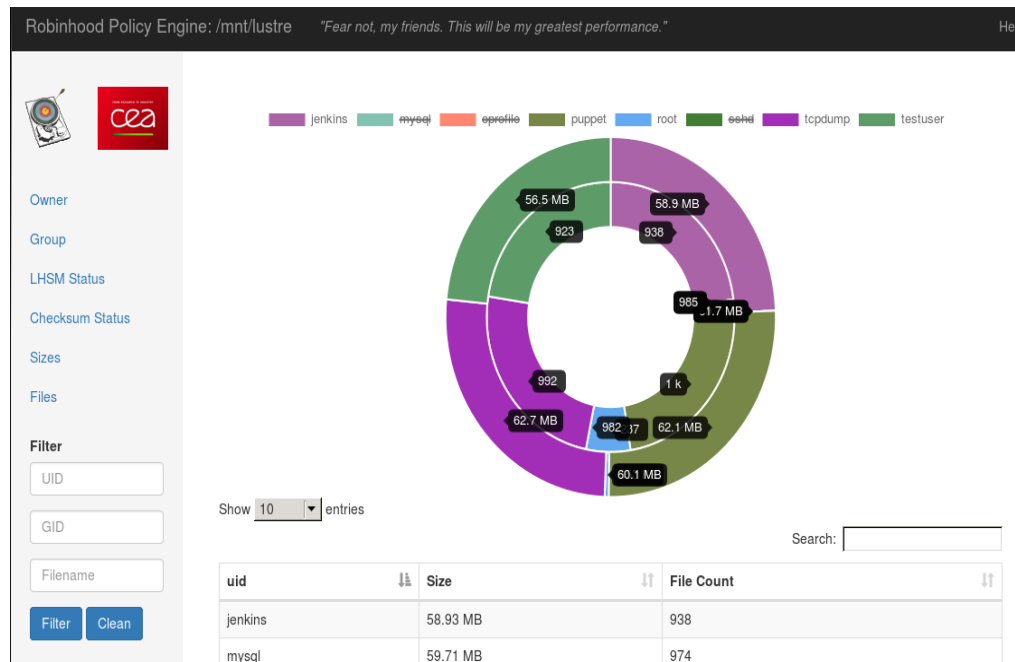 Robinhood Policy Engine: /mnt/lustre "Fear not, my friends. This will be my greatest performance." He
cea
jenkins mysql oprofile puppet root sshd tcpdump testuser
Owner
Group
LHSM Status
Checksum Status
Sizes
Files
Filter
UID
GID
Filename
Filter Clean
56.5 MB 58.9 MB
923 938
985 61.7 MB
992 1 k
62.7 MB 982 62.1 MB
60.1 MB
Show 10 entries
Search:
uid Size File Count
jenkins 58.93 MB 938
mysql 59.71 MB 974